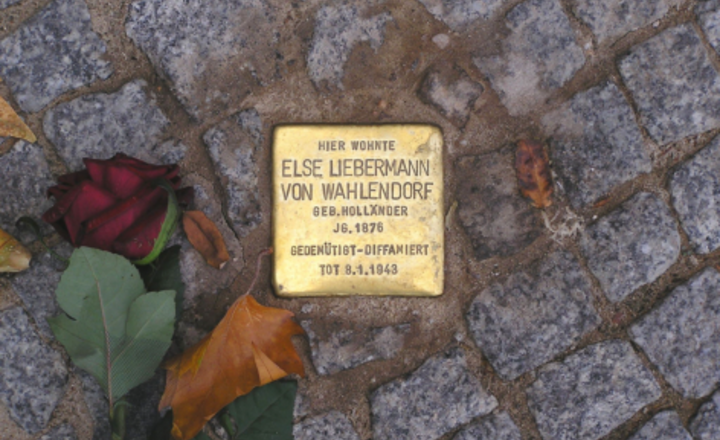 HIER WOHNTE
ELSE LIEBERMANN
VON WAHLENDORF
GEB. HOLLÄNDER
JG. 1876
GEDEMÜTIGT-DIFFAMIERT
TOT 8.1.1943